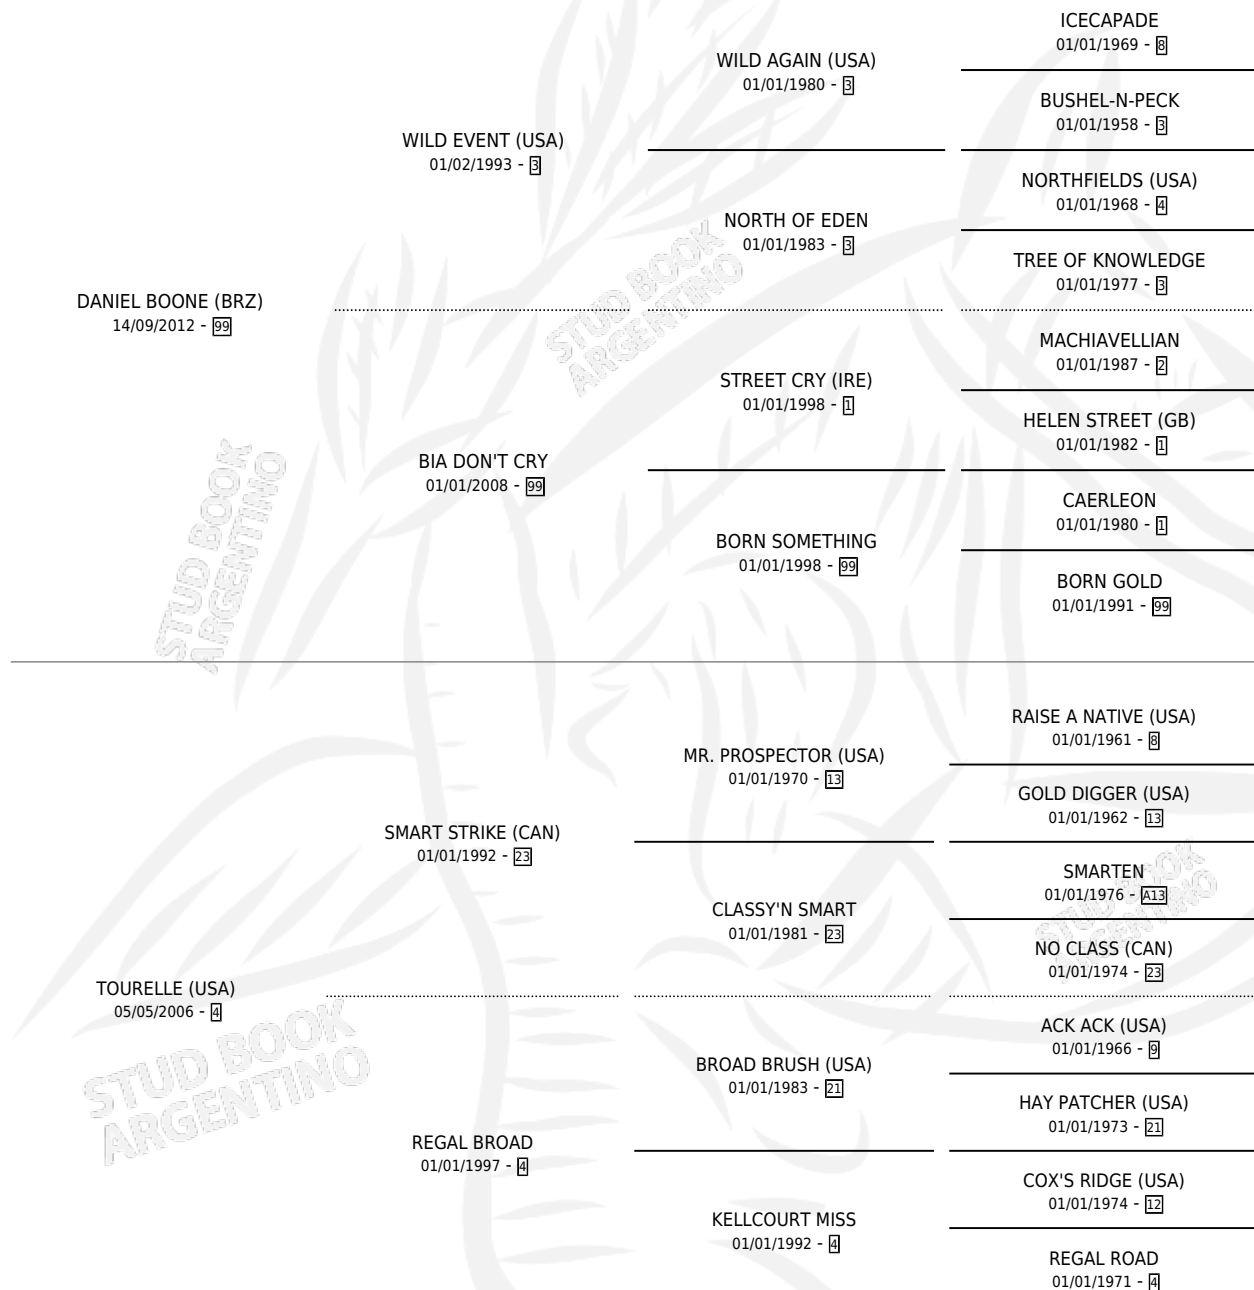 ICECAPADE
01/01/1969 - 8
WILD AGAIN (USA)
01/01/1980 - 3
BUSHEL-N-PECK
01/01/1958 - 3
WILD EVENT (USA)
01/02/1993 - 3
NORTHFIELDS (USA)
01/01/1968 - 4
NORTH OF EDEN
01/01/1983 - 3
TREE OF KNOWLEDGE
01/01/1977 - 3
DANIEL BOONE (BRZ)
14/09/2012 - 99
MACHIAVELLIAN
01/01/1987 - 2
STREET CRY (IRE)
01/01/1998 - 1
HELEN STREET (GB)
01/01/1982 - 1
BIA DON'T CRY
01/01/2008 - 99
CAERLEON
01/01/1980 - 1
BORN SOMETHING
01/01/1998 - 99
BORN GOLD
01/01/1991 - 99
RAISE A NATIVE (USA)
01/01/1961 - 8
MR. PROSPECTOR (USA)
01/01/1970 - 13
GOLD DIGGER (USA)
01/01/1962 - 13
SMART STRIKE (CAN)
01/01/1992 - 23
SMARTEN
01/01/1976 - A13
CLASSY'N SMART
01/01/1981 - 23
NO CLASS (CAN)
01/01/1974 - 23
TOURELLE (USA)
05/05/2006 - 4
ACK ACK (USA)
01/01/1966 - 9
BROAD BRUSH (USA)
01/01/1983 - 21
HAY PATCHER (USA)
01/01/1973 - 21
REGAL BROAD
01/01/1997 - 4
COX'S RIDGE (USA)
01/01/1974 - 12
KELLCOURT MISS
01/01/1992 - 4
REGAL ROAD
01/01/1971 - 4
STUD BOOK
ARGENTINO
STUD BOOK
ARGENTINO
STUD BOOK
ARGENTINO
STUD BOOK
ARGENTINO